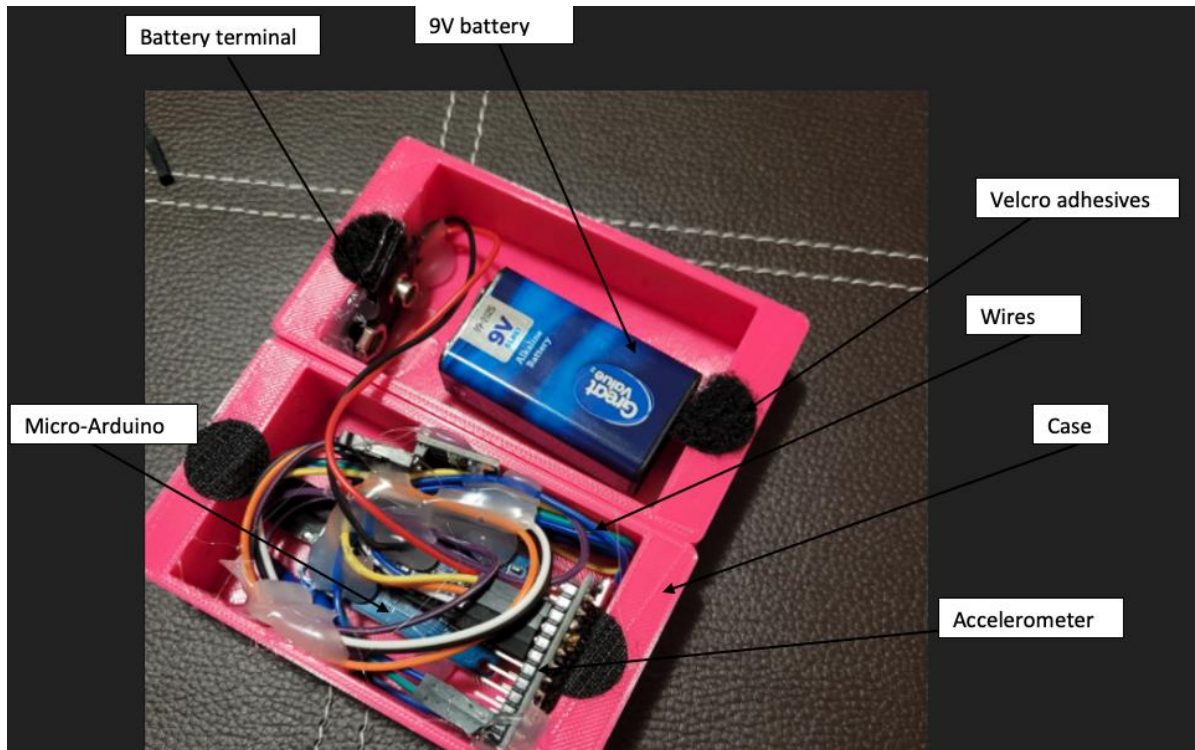 Battery terminal
9V battery
Velcro adhesives
Wires
Micro-Arduino
Case
Accelerometer
9V
Alkaline
Battery
Great
Value